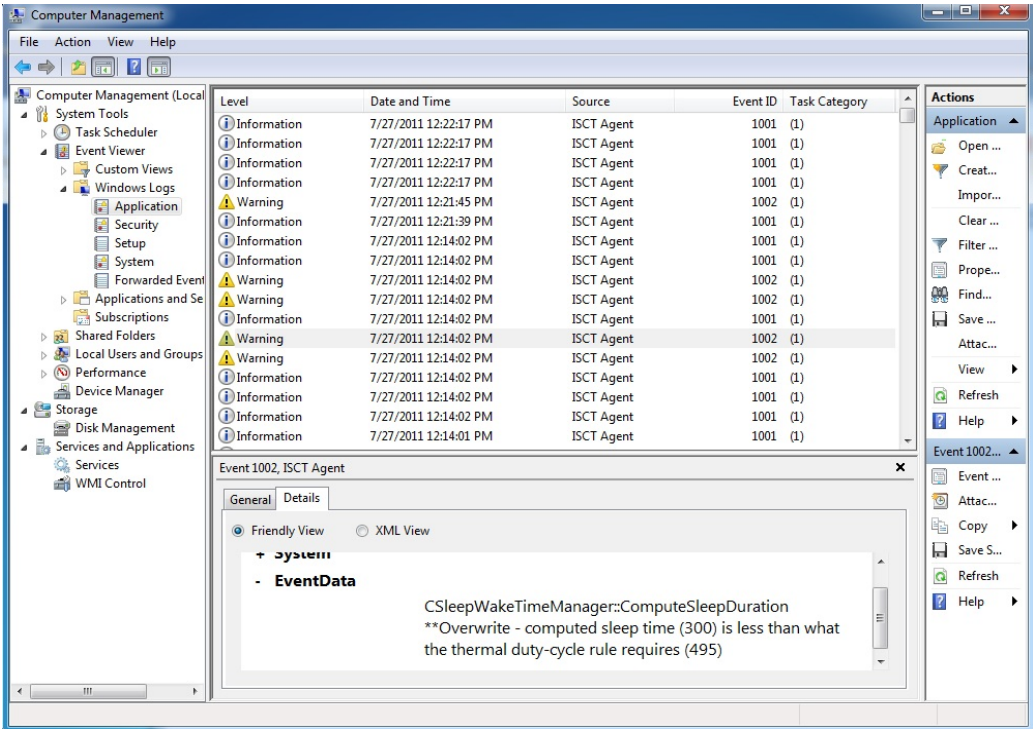 Computer Management
File Action View Help
Computer Management (Local
System Tools
Task Scheduler
Event Viewer
Custom Views
Windows Logs
Application
Security
Setup
System
Forwarded Event
Applications and Se
Subscriptions
Shared Folders
Local Users and Groups
Performance
Device Manager
Storage
Disk Management
Services and Applications
Services
WMI Control
Level Date and Time Source Event ID Task Category
Information 7/27/2011 12:22:17 PM ISCT Agent 1001 (1)
Information 7/27/2011 12:22:17 PM ISCT Agent 1001 (1)
Information 7/27/2011 12:22:17 PM ISCT Agent 1001 (1)
Information 7/27/2011 12:22:17 PM ISCT Agent 1001 (1)
Warning 7/27/2011 12:21:45 PM ISCT Agent 1002 (1)
Information 7/27/2011 12:21:39 PM ISCT Agent 1001 (1)
Information 7/27/2011 12:14:02 PM ISCT Agent 1001 (1)
Information 7/27/2011 12:14:02 PM ISCT Agent 1001 (1)
Warning 7/27/2011 12:14:02 PM ISCT Agent 1002 (1)
Warning 7/27/2011 12:14:02 PM ISCT Agent 1002 (1)
Information 7/27/2011 12:14:02 PM ISCT Agent 1001 (1)
Warning 7/27/2011 12:14:02 PM ISCT Agent 1002 (1)
Warning 7/27/2011 12:14:02 PM ISCT Agent 1002 (1)
Information 7/27/2011 12:14:02 PM ISCT Agent 1001 (1)
Information 7/27/2011 12:14:02 PM ISCT Agent 1001 (1)
Information 7/27/2011 12:14:02 PM ISCT Agent 1001 (1)
Information 7/27/2011 12:14:01 PM ISCT Agent 1001 (1)
Event 1002, ISCT Agent
General Details
Friendly View XML View
+ System
- EventData
CSleepWakeTimeManager::ComputeSleepDuration
**Overwrite - computed sleep time (300) is less than what
the thermal duty-cycle rule requires (495)
Actions
Application
Open ...
Creat...
Impor...
Clear ...
Filter ...
Prope...
Find...
Save ...
Attac...
View
Refresh
Help
Event 1002...
Event ...
Attac...
Copy
Save S...
Refresh
Help